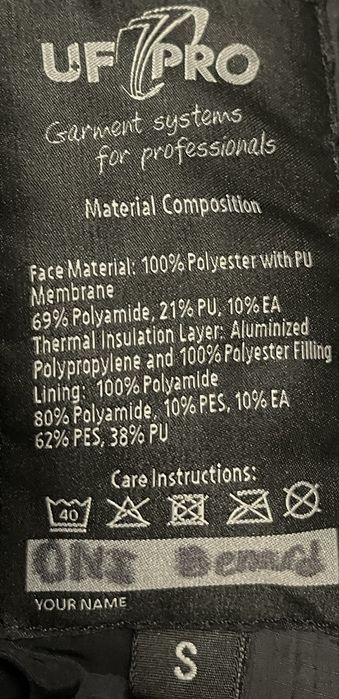 UF PRO
Garment systems
for professionals
Material Composition
Face Material: 100% Polyester with PU
Membrane
69% Polyamide, 21% PU, 10% EA
Thermal Insulation Layer: Aluminized
Polypropylene and 100% Polyester Filling
Lining: 100% Polyamide
80% Polyamide, 10% PES, 10% EA
62% PES, 38% PU
Care Instructions:
40
YOUR NAME
S